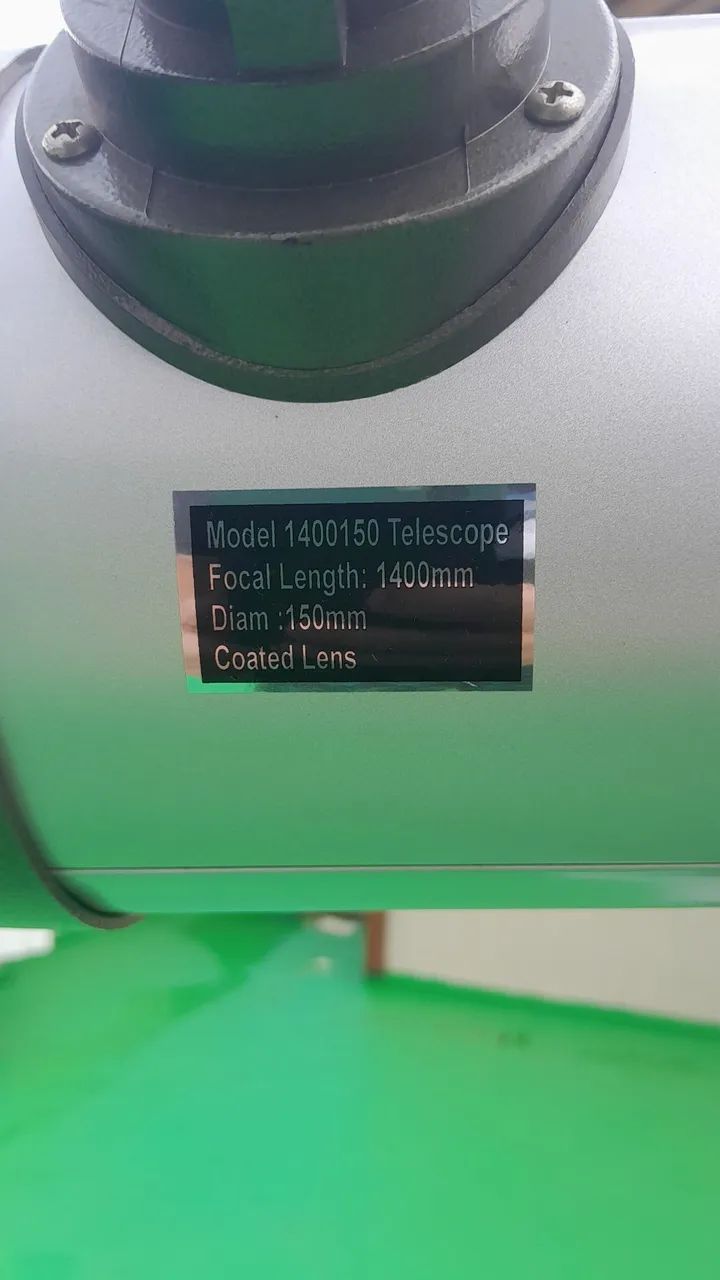 Model 1400150 Telescope
Focal Length: 1400mm
Diam :150mm
Coated Lens